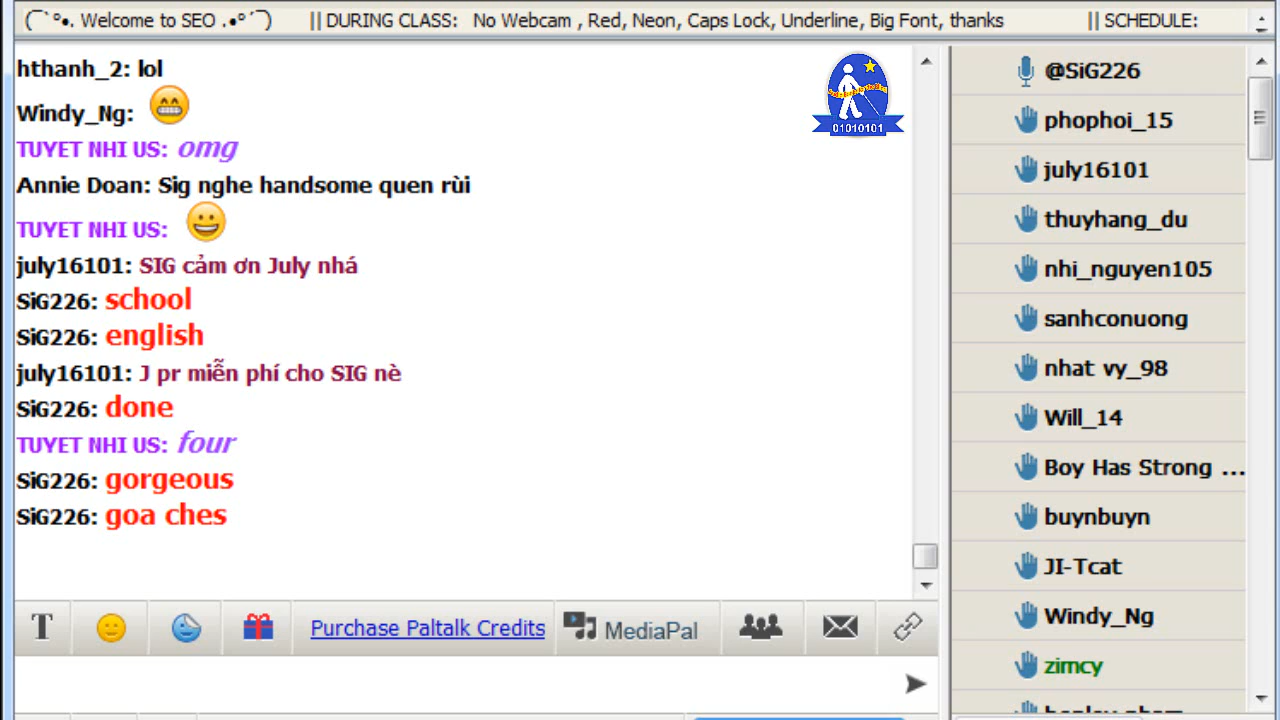 (¯`°•. Welcome to SEO .•°´¯) || DURING CLASS: No Webcam , Red, Neon, Caps Lock, Underline, Big Font, thanks || SCHEDULE:
hthanh_2: lol
Windy_Ng:
TUYET NHI US: omg
Annie Doan: Sig nghe handsome quen rùi
TUYET NHI US:
july16101: SIG cảm ơn July nhá
SiG226: school
SiG226: english
july16101: J pr miễn phí cho SIG nè
SiG226: done
TUYET NHI US: four
SiG226: gorgeous
SiG226: goa ches
01010101
T
Purchase Paltalk Credits
MediaPal
@SiG226
phophoi_15
july16101
thuyhang_du
nhi_nguyen105
sanhconuong
nhat vy_98
Will_14
Boy Has Strong ...
buynbuyn
JI-Tcat
Windy_Ng
zimcy